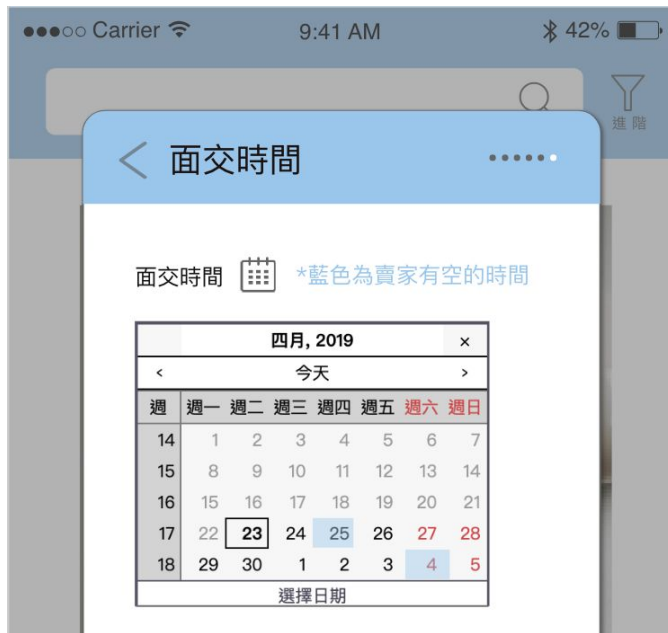 ●●●○○ Carrier 9:41 AM 42%
進 階
面交時間
面交時間 *藍色為賣家有空的時間
四月, 2019 ×
‹ 今天 ›
週 週一 週二 週三 週四 週五 週六 週日
14 1 2 3 4 5 6 7
15 8 9 10 11 12 13 14
16 15 16 17 18 19 20 21
17 22 23 24 25 26 27 28
18 29 30 1 2 3 4 5
選擇日期